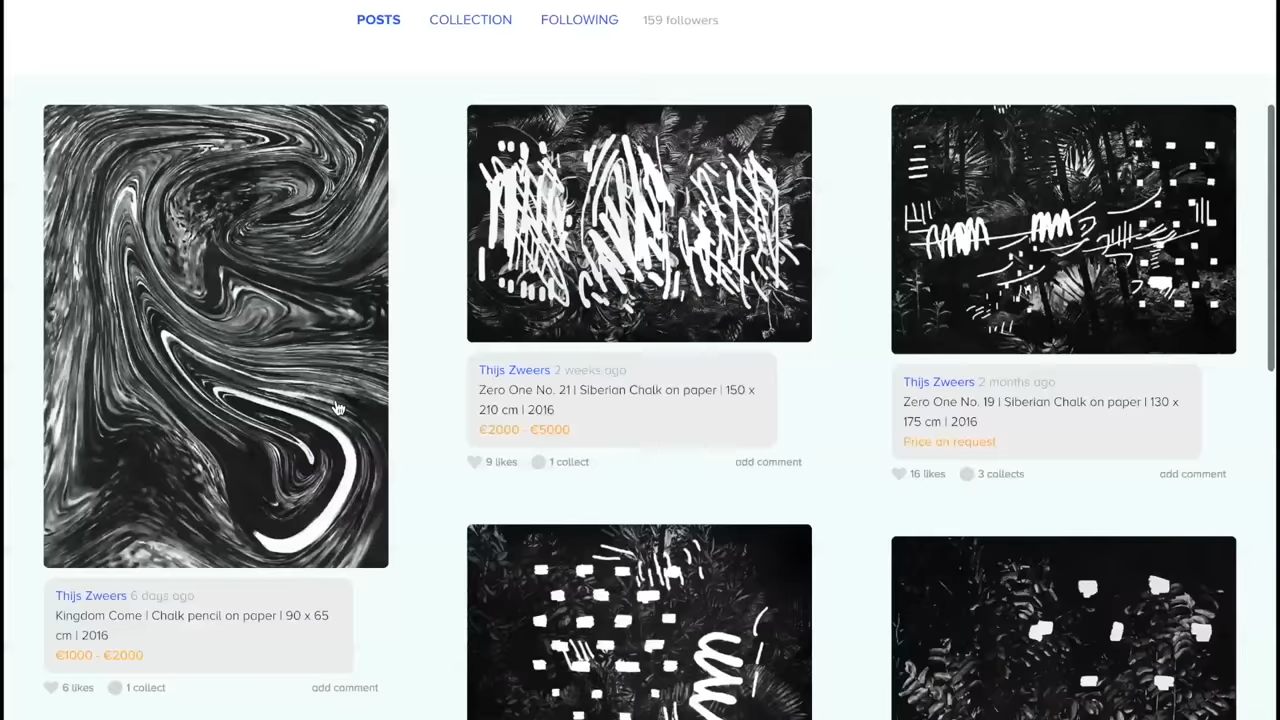 POSTS COLLECTION FOLLOWING 159 followers
Thijs Zweers 6 days ago
Kingdom Come | Chalk pencil on paper | 90 x 65
cm | 2016
€1000 - €2000
6 likes 1 collect add comment
Thijs Zweers 2 weeks ago
Zero One No. 21 | Siberian Chalk on paper | 150 x
210 cm | 2016
€2000 - €5000
9 likes 1 collect add comment
Thijs Zweers 2 months ago
Zero One No. 19 | Siberian Chalk on paper | 130 x
175 cm | 2016
Price on request
16 likes 3 collects add comment